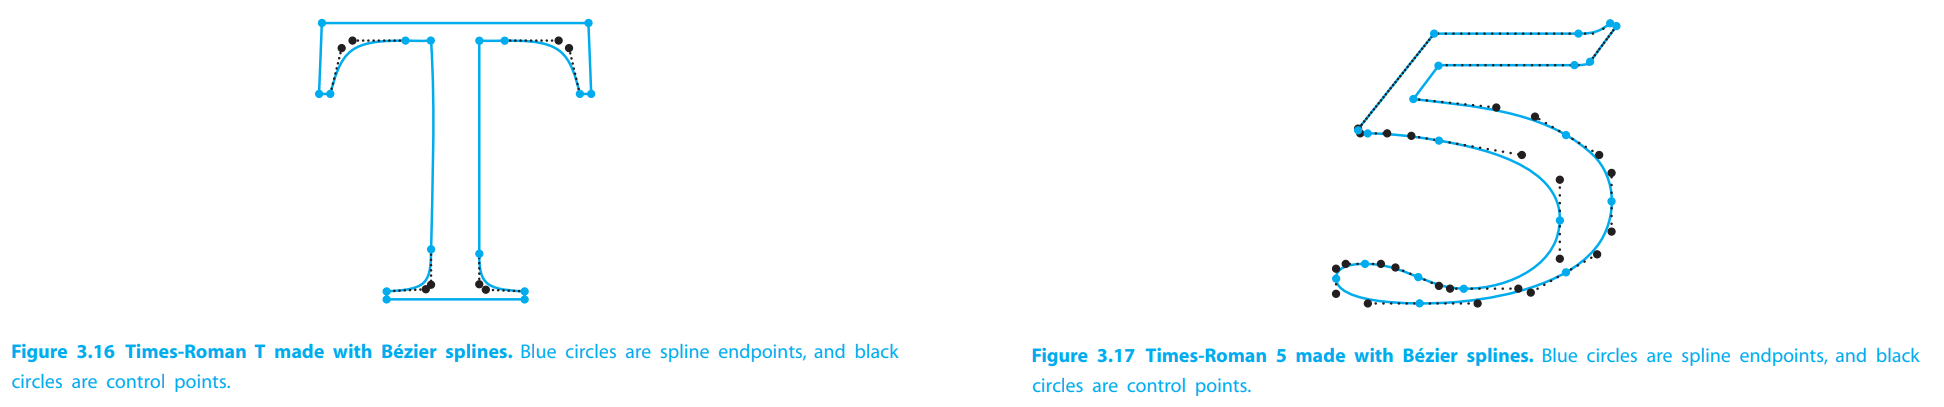 Figure 3.16 Times-Roman T made with Bézier splines. Blue circles are spline endpoints, and black
circles are control points.
Figure 3.17 Times-Roman 5 made with Bézier splines. Blue circles are spline endpoints, and black
circles are control points.